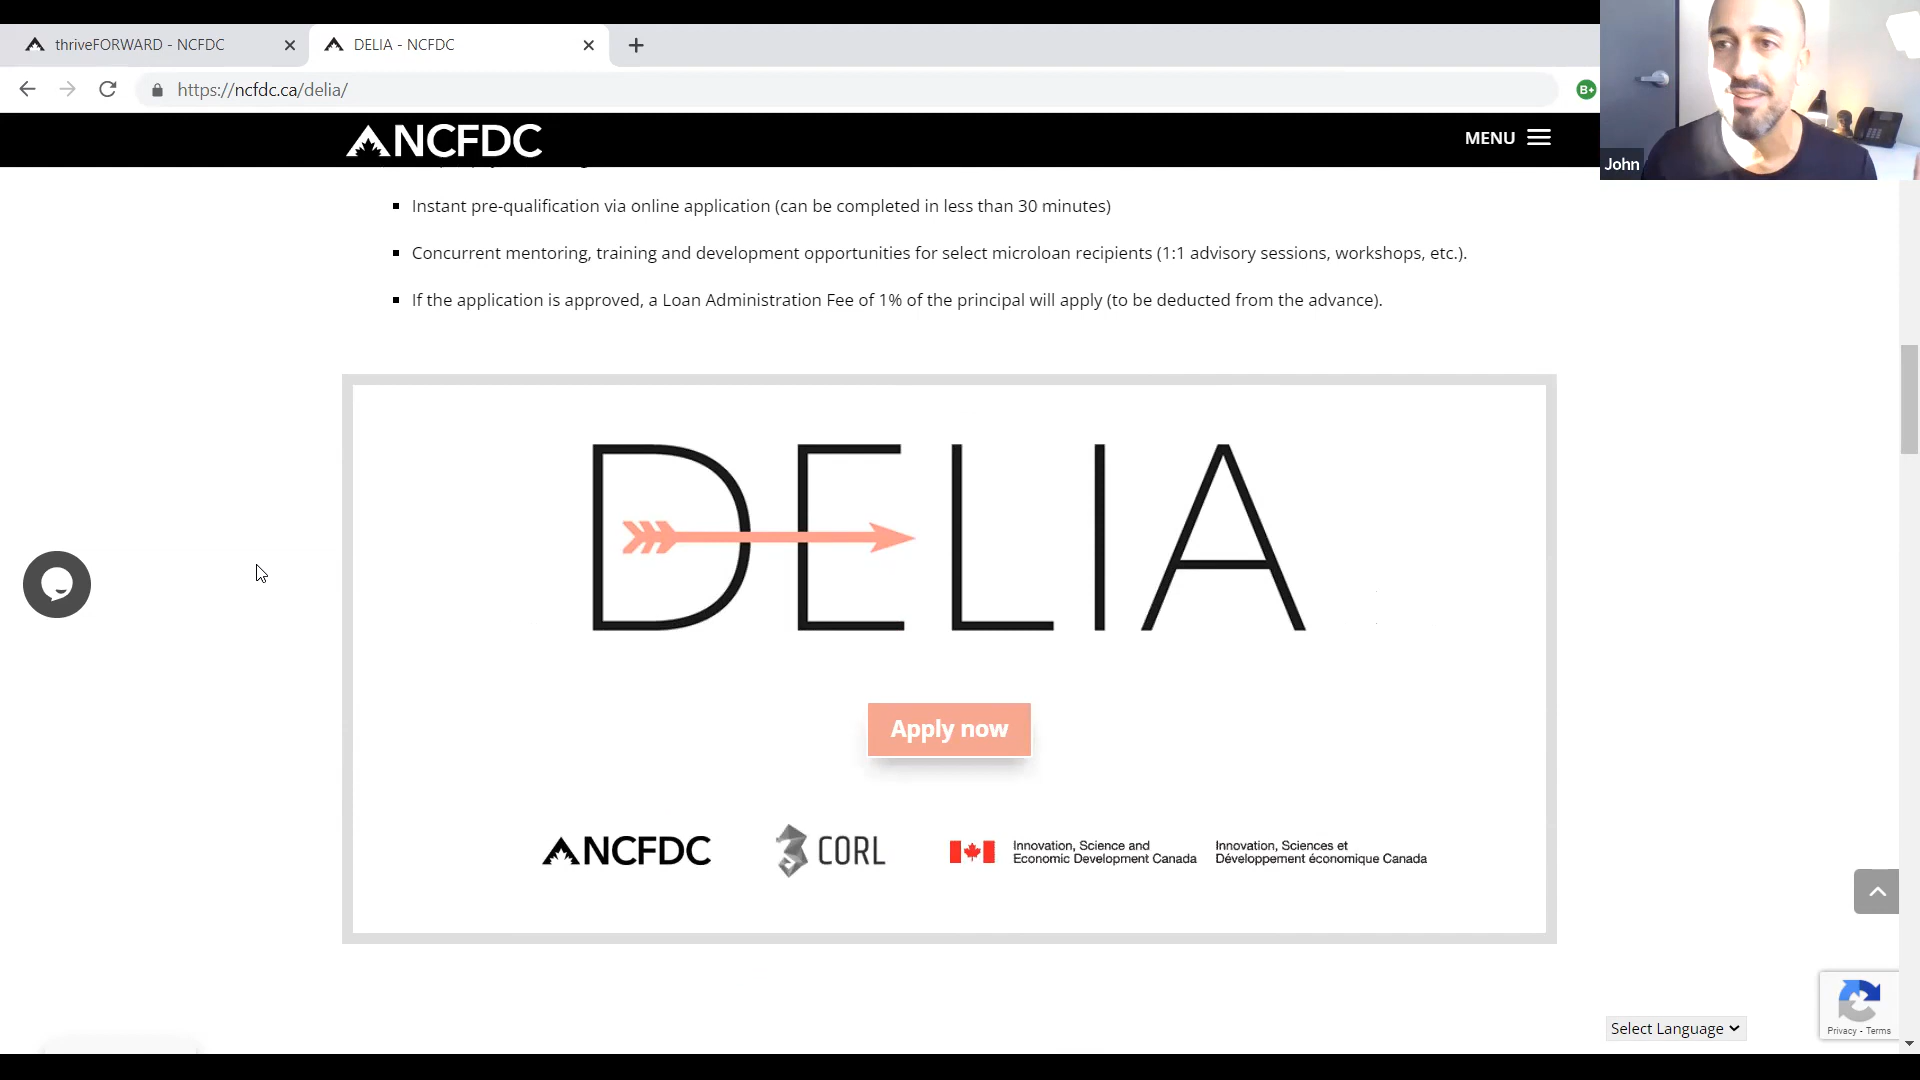 thriveFORWARD - NCFDC
DELIA - NCFDC
https://ncfdc.ca/delia/
B+
NCFDC
MENU
John
Instant pre-qualification via online application (can be completed in less than 30 minutes)
Concurrent mentoring, training and development opportunities for select microloan recipients (1:1 advisory sessions, workshops, etc.).
If the application is approved, a Loan Administration Fee of 1% of the principal will apply (to be deducted from the advance).
DELIA
Apply now
NCFDC
CORL
Innovation, Science and
Economic Development Canada
Innovation, Sciences et
Développement économique Canada
Privacy - Terms
Select Language